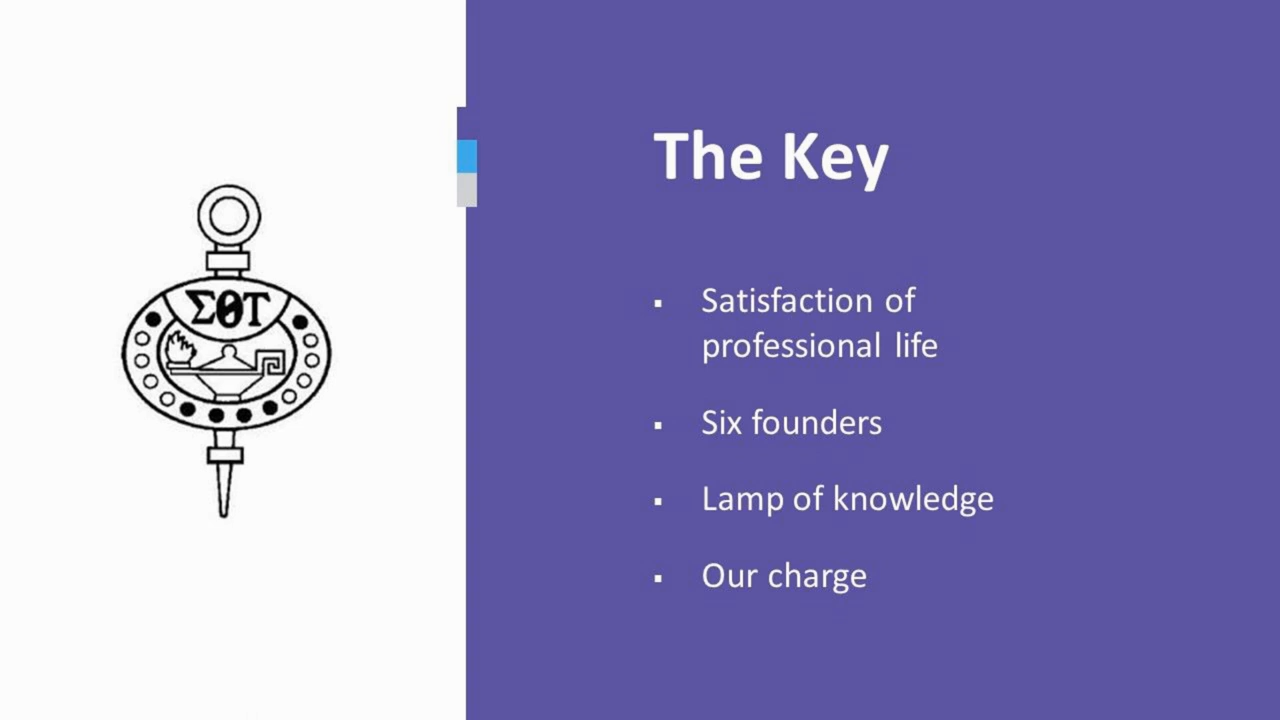 ΣΘΤ
The Key
▪ Satisfaction of
professional life
▪ Six founders
▪ Lamp of knowledge
▪ Our charge